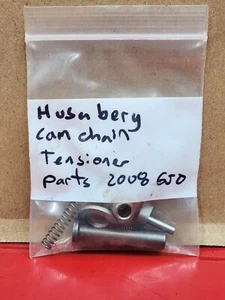 Husaberg
cam chain
Tensioner
parts 2008 650